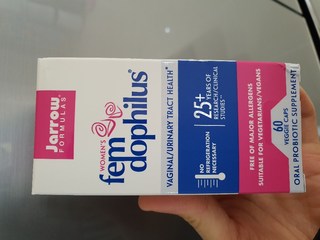 Jarrow
FORMULAS
WOMEN'S
fem
dophilus®
VAGINAL/URINARY TRACT HEALTH*
NO
REFRIGERATION
NECESSARY
25+
YEARS OF
RESEARCH/CLINICAL
STUDIES**
FREE OF MAJOR ALLERGENS
SUITABLE FOR VEGETARIANS/VEGANS
60
VEGGIE CAPS
ORAL PROBIOTIC SUPPLEMENT